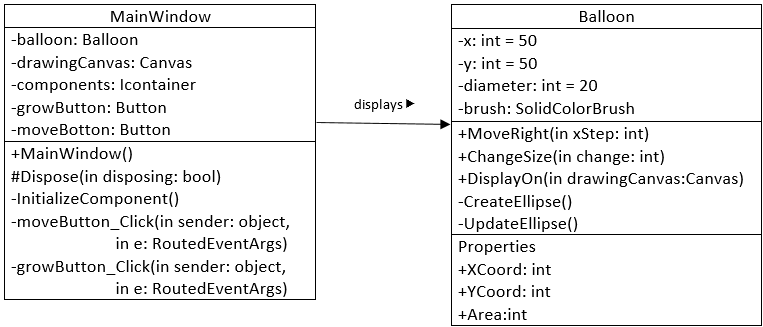 MainWindow
-balloon: Balloon
-drawingCanvas: Canvas
-components: Icontainer
-growButton: Button
-moveBotton: Button
+MainWindow()
#Dispose(in disposing: bool)
-InitializeComponent()
-moveButton_Click(in sender: object,
in e: RoutedEventArgs)
-growButton_Click(in sender: object,
in e: RoutedEventArgs)
displays
Balloon
-x: int = 50
-y: int = 50
-diameter: int = 20
-brush: SolidColorBrush
+MoveRight(in xStep: int)
+ChangeSize(in change: int)
+DisplayOn(in drawingCanvas:Canvas)
-CreateEllipse()
-UpdateEllipse()
Properties
+XCoord: int
+YCoord: int
+Area:int